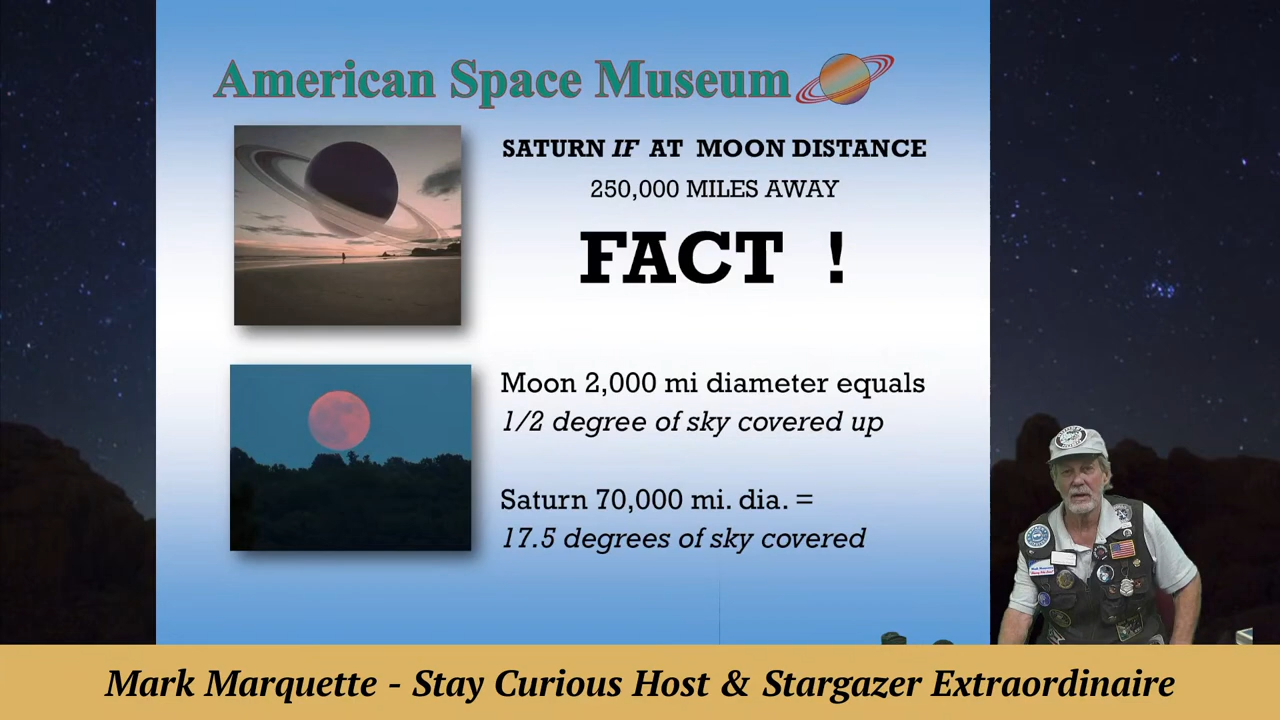 American Space Museum
SATURN IF AT MOON DISTANCE
250,000 MILES AWAY
FACT !
Moon 2,000 mi diameter equals
1/2 degree of sky covered up
Saturn 70,000 mi. dia. =
17.5 degrees of sky covered
Mark Marquette - Stay Curious Host & Stargazer Extraordinaire